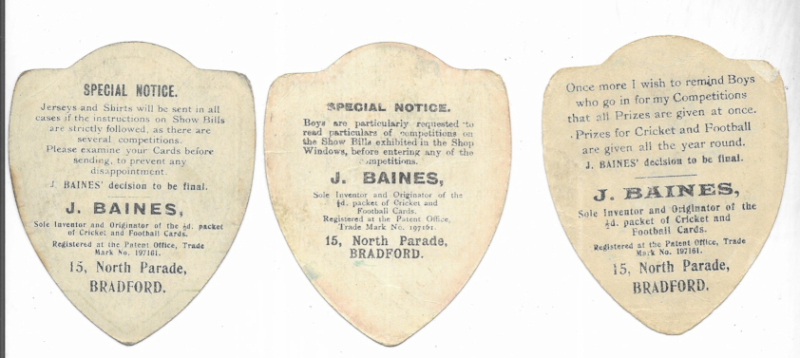 SPECIAL NOTICE.
Jerseys and Shirts will be sent in all
cases if the instructions on Show Bills
are strictly followed, as there are
several competitions.
Please examine your Cards before
sending, to prevent any
disappointment.
J. BAINES' decision to be final.
J. BAINES,
Sole Inventor and Originator of the ½d. packet
of Cricket and Football Cards.
Registered at the Patent Office, Trade
Mark No. 197161.
15, North Parade,
BRADFORD.
SPECIAL NOTICE.
Boys are particularly requested to
read particulars of competitions on
the Show Bills exhibited in the Shop
Windows, before entering any of the
competitions.
J. BAINES,
Sole Inventor and Originator of the
½d. packet of Cricket and
Football Cards.
Registered at the Patent Office,
Trade Mark No. 197161.
15, North Parade,
BRADFORD.
Once more I wish to remind Boys
who go in for my Competitions
that all Prizes are given at once.
Prizes for Cricket and Football
are given all the year round.
J. BAINES' decision to be final.
J. BAINES,
Sole Inventor and Originator of the
½d. packet of Cricket and
Football Cards.
Registered at the Patent Office, Trade
Mark No. 197161.
15, North Parade,
BRADFORD.